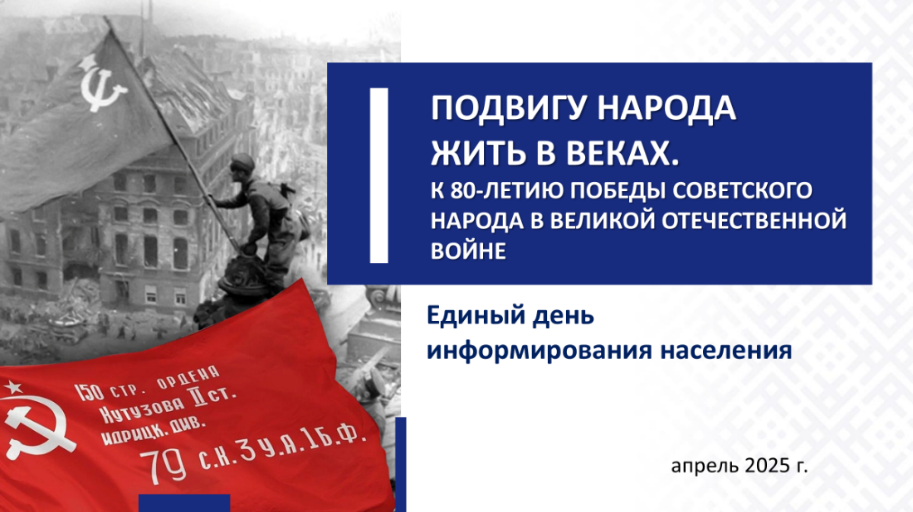 ПОДВИГУ НАРОДА
ЖИТЬ В ВЕКАХ.
К 80-ЛЕТИЮ ПОБЕДЫ СОВЕТСКОГО
НАРОДА В ВЕЛИКОЙ ОТЕЧЕСТВЕННОЙ
ВОЙНЕ
Единый день
информирования населения
150 СТР. ОРДЕНА
КУТУЗОВА II СТ.
ИДРИЦК. ДИВ.
79 С.К. 3 У.А. 1 Б.Ф.
апрель 2025 г.